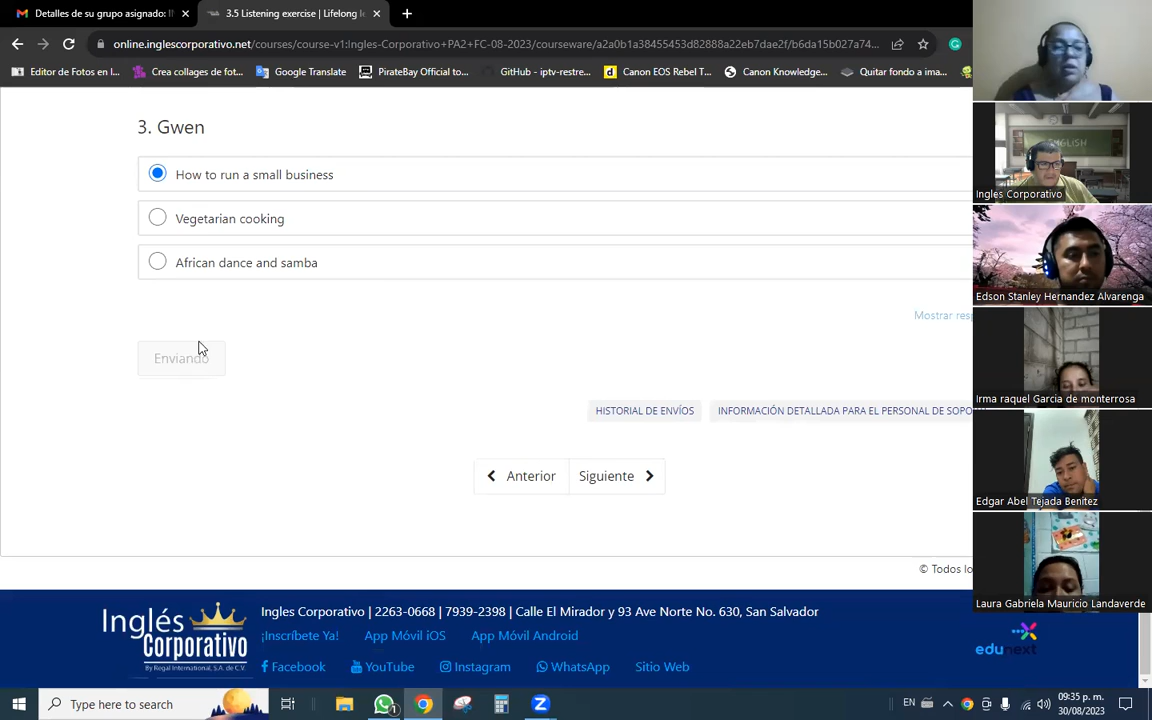 Detalles de su grupo asignado: I
3.5 Listening exercise | Lifelong l
online.inglescorporativo.net/courses/course-v1:Ingles-Corporativo+PA2+FC-08-2023/courseware/a2a0b1a38455453d82888a22eb7dae2f/b6da15b027a74...
Editor de Fotos en l...
Crea collages de fot...
Google Translate
PirateBay Official to...
GitHub - iptv-restre...
Canon EOS Rebel T...
Canon Knowledge...
Quitar fondo a ima...
3. Gwen
How to run a small business
Vegetarian cooking
African dance and samba
Mostrar resp
Enviando
HISTORIAL DE ENVÍOS
INFORMACIÓN DETALLADA PARA EL PERSONAL DE SOPO
Anterior
Siguiente
© Todos lo
Inglés
Corporativo
By Regal International, S.A. de C.V.
Ingles Corporativo | 2263-0668 | 7939-2398 | Calle El Mirador y 93 Ave Norte No. 630, San Salvador
¡Inscríbete Ya!
App Móvil iOS
App Móvil Android
Facebook
YouTube
Instagram
WhatsApp
Sitio Web
edunext
ENGLISH
Ingles Corporativo
Edson Stanley Hernandez Alvarenga
Irma raquel Garcia de monterrosa
Edgar Abel Tejada Benitez
Laura Gabriela Mauricio Landaverde
Type here to search
1
EN
09:35 p. m.
30/08/2023